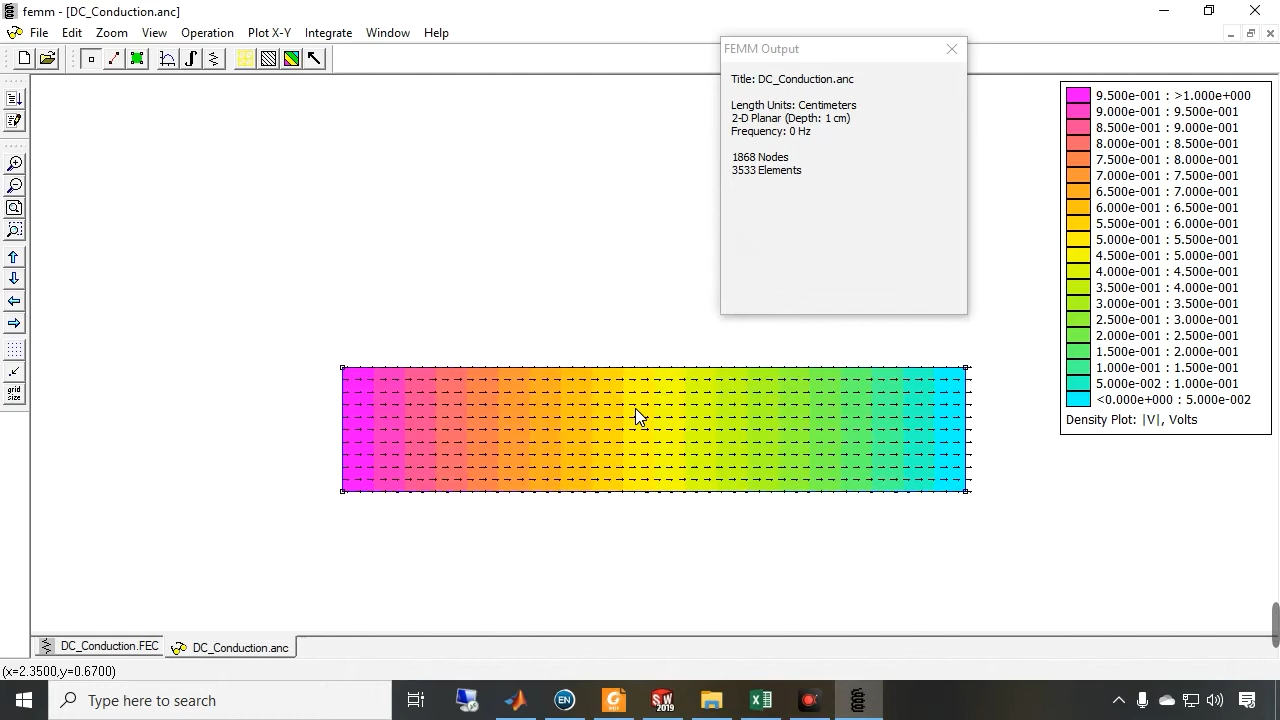 femm - [DC_Conduction.anc]
File Edit Zoom View Operation Plot X-Y Integrate Window Help
FEMM Output
Title: DC_Conduction.anc
Length Units: Centimeters
2-D Planar (Depth: 1 cm)
Frequency: 0 Hz
1868 Nodes
3533 Elements
9.500e-001 : >1.000e+000
9.000e-001 : 9.500e-001
8.500e-001 : 9.000e-001
8.000e-001 : 8.500e-001
7.500e-001 : 8.000e-001
7.000e-001 : 7.500e-001
6.500e-001 : 7.000e-001
6.000e-001 : 6.500e-001
5.500e-001 : 6.000e-001
5.000e-001 : 5.500e-001
4.500e-001 : 5.000e-001
4.000e-001 : 4.500e-001
3.500e-001 : 4.000e-001
3.000e-001 : 3.500e-001
2.500e-001 : 3.000e-001
2.000e-001 : 2.500e-001
1.500e-001 : 2.000e-001
1.000e-001 : 1.500e-001
5.000e-002 : 1.000e-001
<0.000e+000 : 5.000e-002
Density Plot: |V|, Volts
grid
size
DC_Conduction.FEC DC_Conduction.anc
(x=2.3500,y=0.6700)
Type here to search
EN
SW
2019